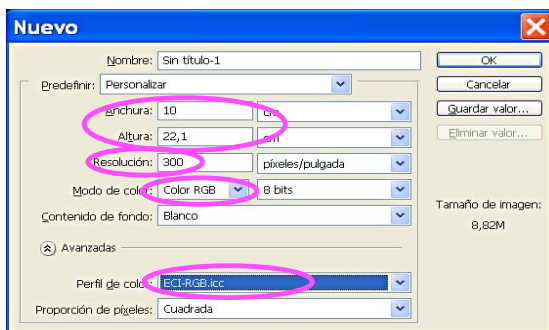 Nuevo
Nombre: Sin título-1
OK
Predefinir: Personalizar
Cancelar
Anchura: 10 cm
Guardar valor...
Altura: 22,1 cm
Eliminar valor...
Resolución: 300 píxeles/pulgada
Modo de color: Color RGB 8 bits
Tamaño de imagen:
Contenido de fondo: Blanco
8,82M
Avanzadas
Perfil de color: ECI-RGB.icc
Proporción de píxeles: Cuadrada